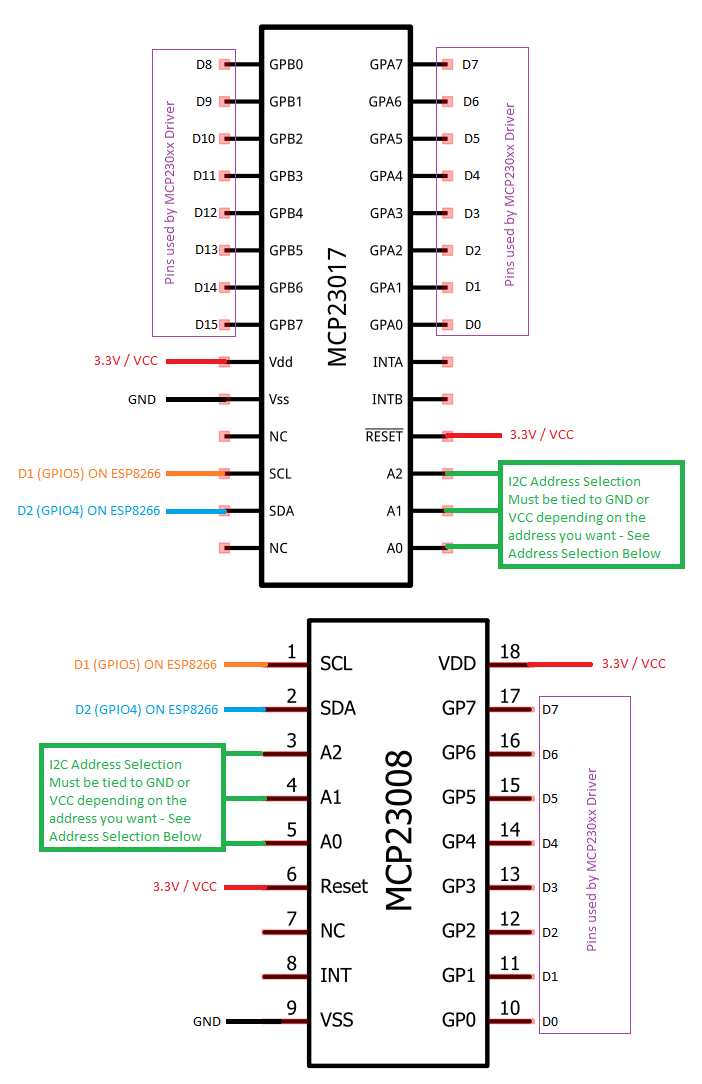 D8 GPB0 GPA7 D7
D9 GPB1 GPA6 D6
D10 GPB2 GPA5 D5
D11 GPB3 GPA4 D4
D12 GPB4 GPA3 D3
D13 GPB5 GPA2 D2
D14 GPB6 GPA1 D1
D15 GPB7 GPA0 D0
Pins used by MCP230xx Driver
Pins used by MCP230xx Driver
MCP23017
3.3V / VCC Vdd INTA
GND Vss INTB
NC RESET 3.3V / VCC
D1 (GPIO5) ON ESP8266 SCL A2
D2 (GPIO4) ON ESP8266 SDA A1
NC A0
I2C Address Selection
Must be tied to GND or
VCC depending on the
address you want - See
Address Selection Below
D1 (GPIO5) ON ESP8266 1 SCL VDD 18 3.3V / VCC
D2 (GPIO4) ON ESP8266 2 SDA GP7 17 D7
3 A2 GP6 16 D6
4 A1 GP5 15 D5
5 A0 GP4 14 D4
I2C Address Selection
Must be tied to GND or
VCC depending on the
address you want - See
Address Selection Below
3.3V / VCC 6 Reset GP3 13 D3
7 NC GP2 12 D2
8 INT GP1 11 D1
GND 9 VSS GP0 10 D0
MCP23008
Pins used by MCP230xx Driver